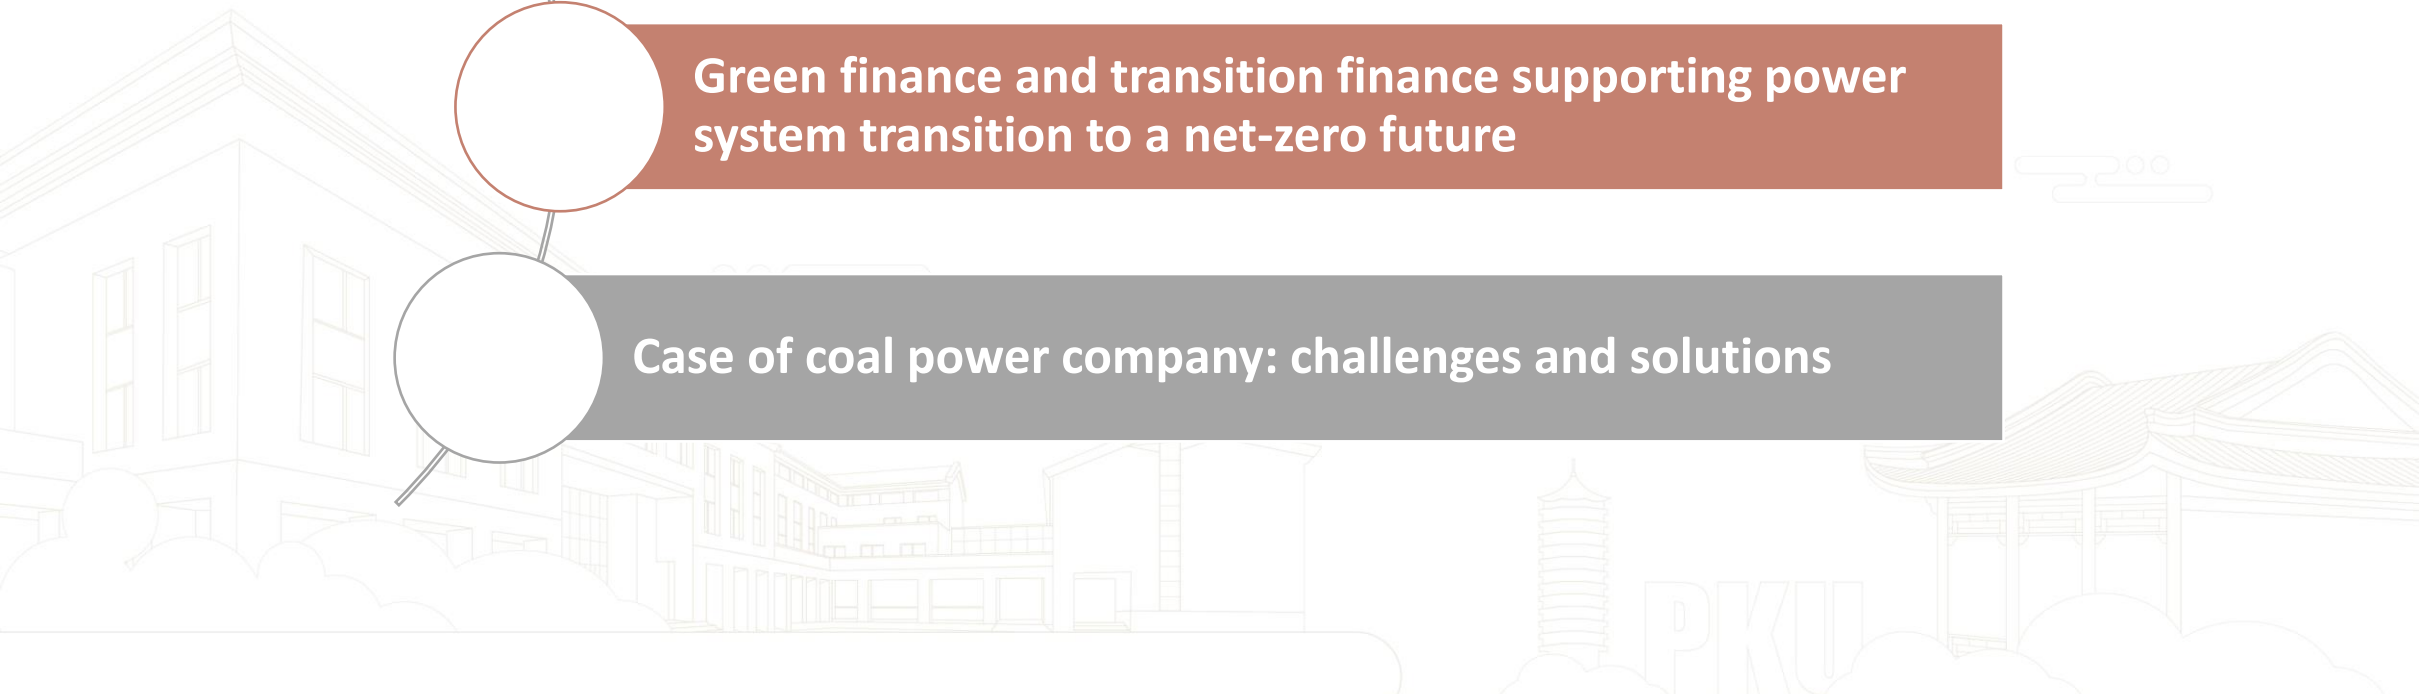 Green finance and transition finance supporting power
system transition to a net-zero future
Case of coal power company: challenges and solutions
PKU